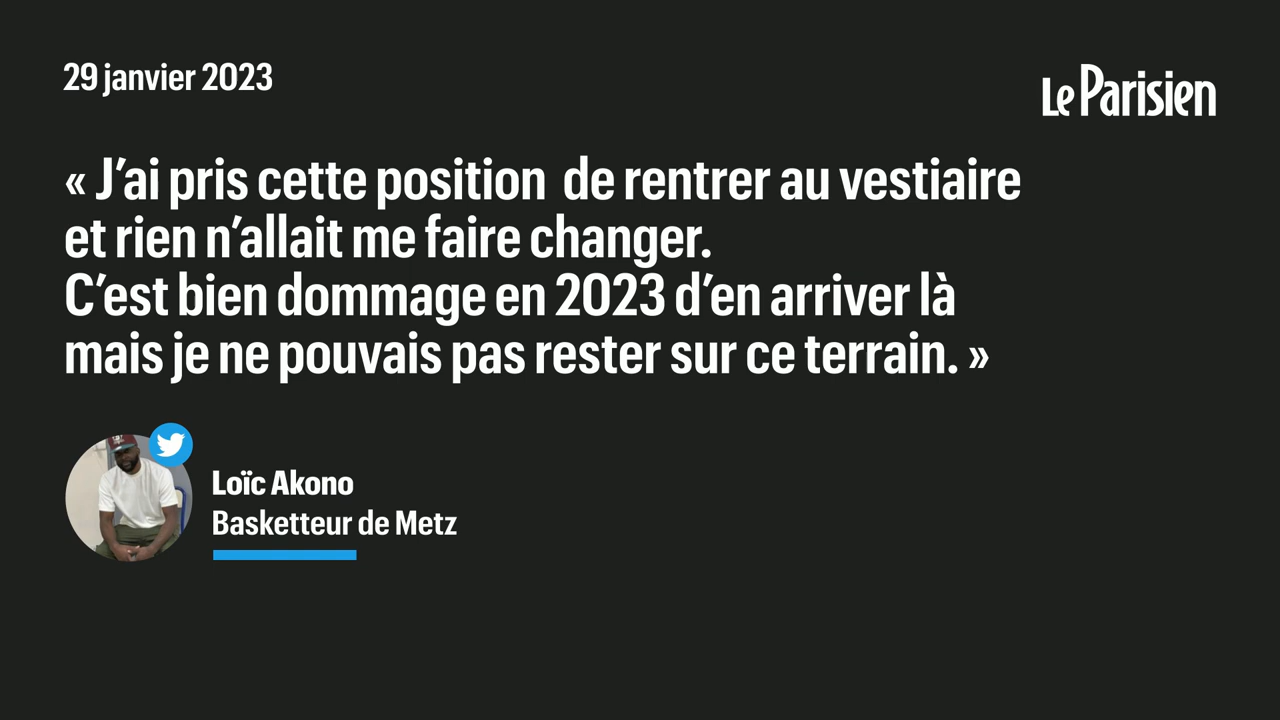 29 janvier 2023
Le Parisien
« J’ai pris cette position  de rentrer au vestiaire
et rien n’allait me faire changer.
C’est bien dommage en 2023 d’en arriver là
mais je ne pouvais pas rester sur ce terrain. »
Loïc Akono
Basketteur de Metz